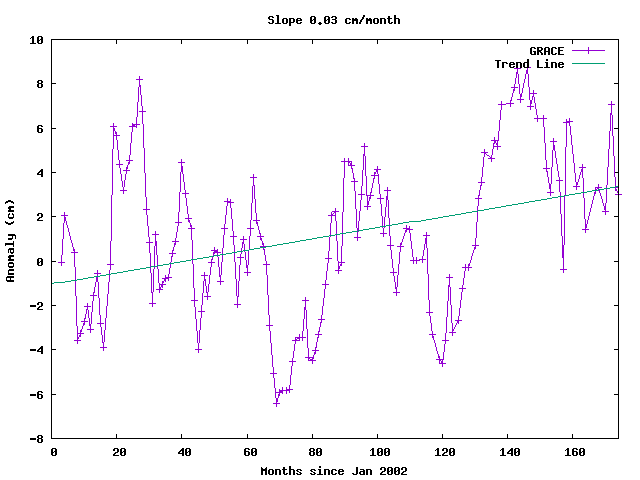 Slope 0.03 cm/month
GRACE
Trend Line
10
8
6
4
2
0
-2
-4
-6
-8
Anomaly (cm)
0 20 40 60 80 100 120 140 160
Months since Jan 2002